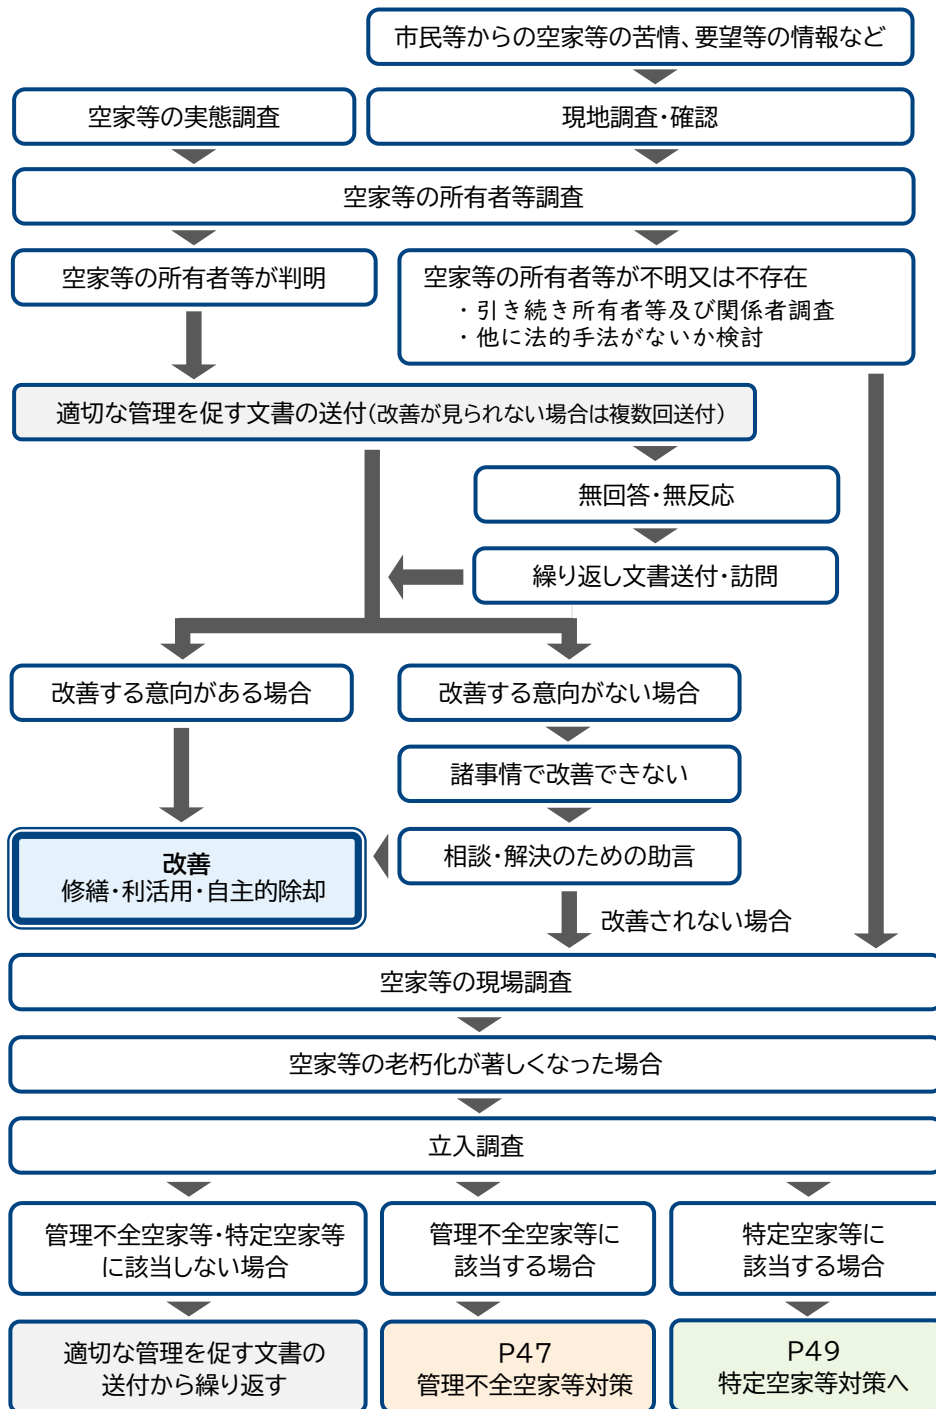 市民等からの空家等の苦情、要望等の情報など
空家等の実態調査
現地調査・確認
空家等の所有者等調査
空家等の所有者等が判明
空家等の所有者等が不明又は不存在
・引き続き所有者等及び関係者調査
・他に法的手法がないか検討
適切な管理を促す文書の送付(改善が見られない場合は複数回送付)
無回答・無反応
繰り返し文書送付・訪問
改善する意向がある場合
改善する意向がない場合
諸事情で改善できない
改善
修繕・利活用・自主的除却
相談・解決のための助言
改善されない場合
空家等の現場調査
空家等の老朽化が著しくなった場合
立入調査
管理不全空家等・特定空家等
に該当しない場合
管理不全空家等に
該当する場合
特定空家等に
該当する場合
適切な管理を促す文書の
送付から繰り返す
P47
管理不全空家等対策
P49
特定空家等対策へ